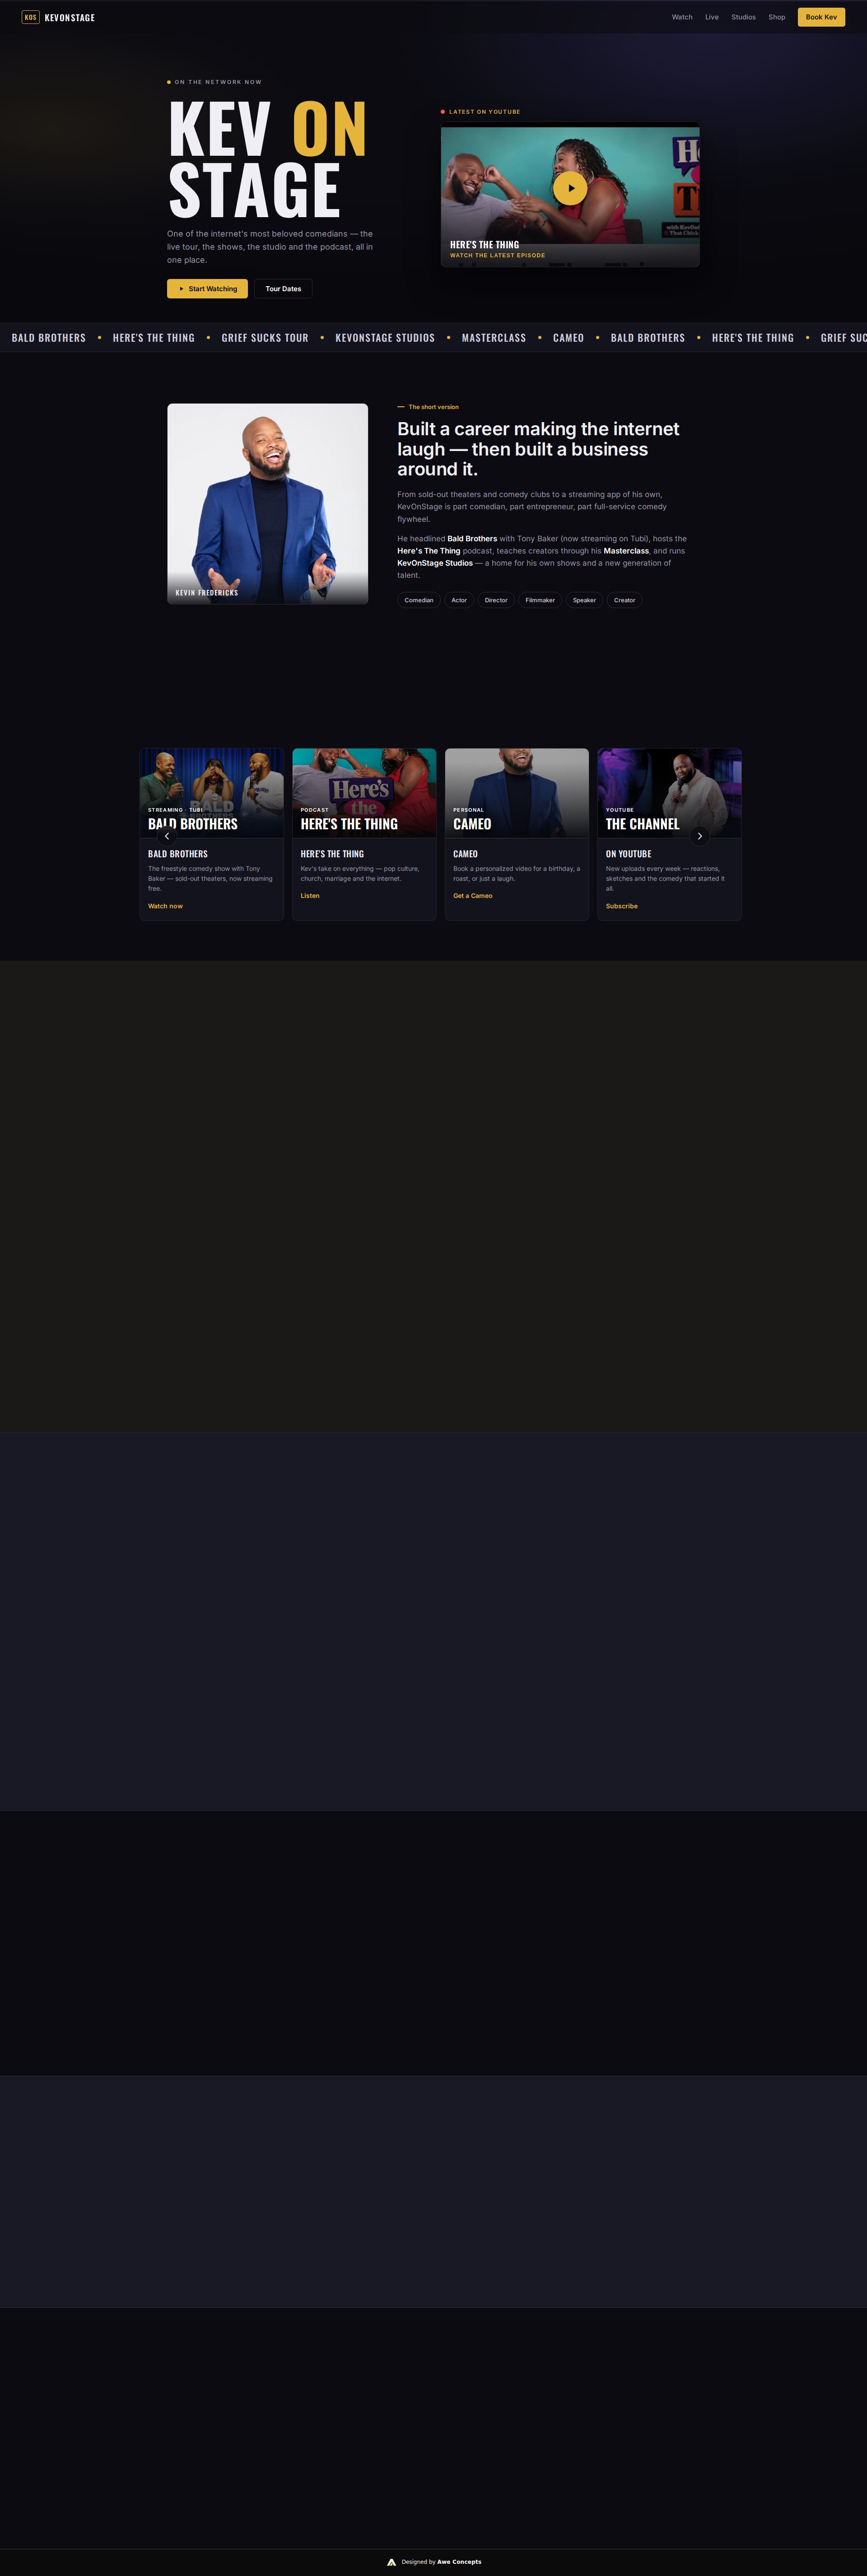 KOS KEVONSTAGE
Watch Live Studios Shop Book Kev
ON THE NETWORK NOW
KEV ON
STAGE
One of the internet's most beloved comedians — the
live tour, the shows, the studio and the podcast, all in
one place.
Start Watching Tour Dates
LATEST ON YOUTUBE
HERE'S THE THING
WATCH THE LATEST EPISODE
BALD BROTHERS • HERE'S THE THING • GRIEF SUCKS TOUR • KEVONSTAGE STUDIOS • MASTERCLASS • CAMEO • BALD BROTHERS • HERE'S THE THING • GRIEF SUC
KEVIN FREDERICKS
The short version
Built a career making the internet
laugh — then built a business
around it.
From sold-out theaters and comedy clubs to a streaming app of his own,
KevOnStage is part comedian, part entrepreneur, part full-service comedy
flywheel.
He headlined Bald Brothers with Tony Baker (now streaming on Tubi), hosts the
Here's The Thing podcast, teaches creators through his Masterclass, and runs
KevOnStage Studios — a home for his own shows and a new generation of
talent.
Comedian Actor Director Filmmaker Speaker Creator
STREAMING · TUBI
BALD BROTHERS
BALD BROTHERS
The freestyle comedy show with Tony
Baker — sold-out theaters, now streaming
free.
Watch now
Here's
the
PODCAST
HERE'S THE THING
HERE'S THE THING
Kev's take on everything — pop culture,
church, marriage and the internet.
Listen
PERSONAL
CAMEO
CAMEO
Book a personalized video for a birthday, a
roast, or just a laugh.
Get a Cameo
YOUTUBE
THE CHANNEL
ON YOUTUBE
New uploads every week — reactions,
sketches and the comedy that started it
all.
Subscribe
Designed by Awe Concepts